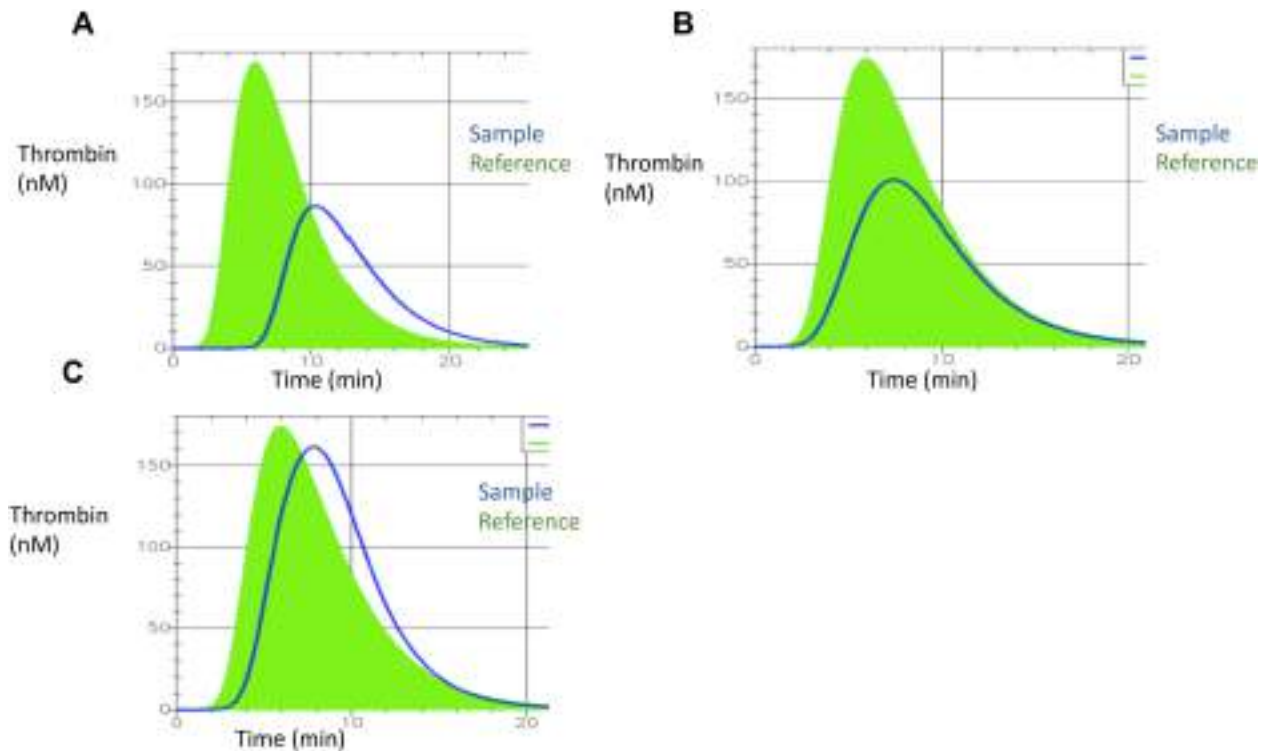 A
150
100
50
0
Thrombin
(nM)
Sample
Reference
0 10 20
Time (min)
B
150
100
50
0
Thrombin
(nM)
Sample
Reference
0 10 20
Time (min)
C
150
100
50
0
Thrombin
(nM)
Sample
Reference
0 10 20
Time (min)